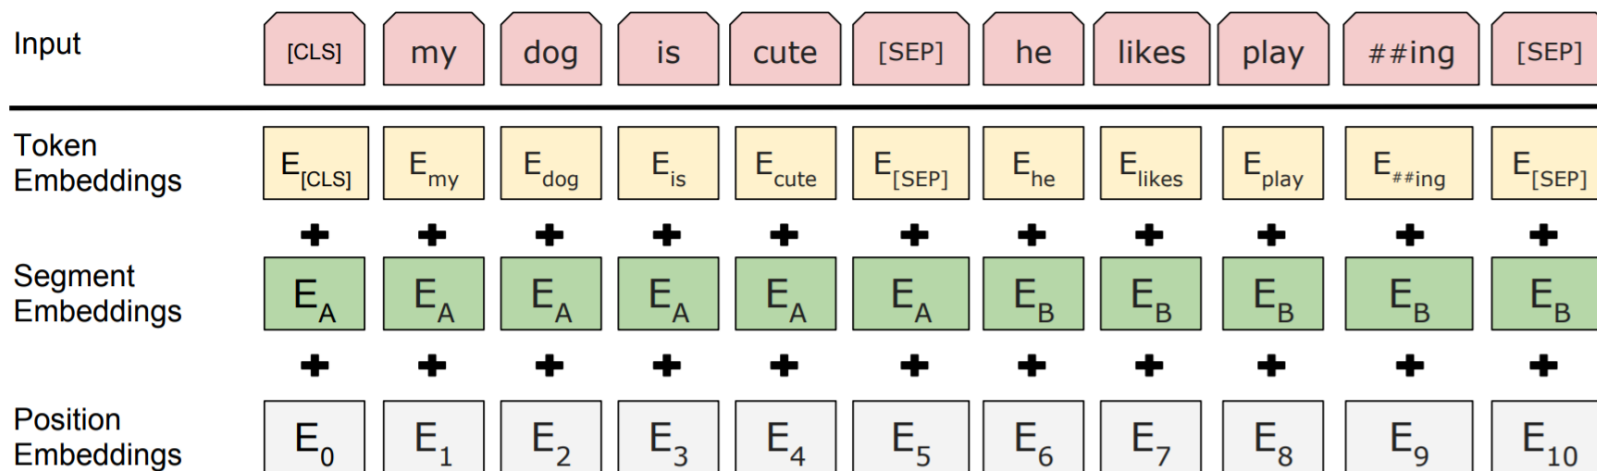 Input [CLS] my dog is cute [SEP] he likes play ##ing [SEP]
Token Embeddings E[CLS] Emy Edog Eis Ecute E[SEP] Ehe Elikes Eplay E##ing E[SEP]
+ + + + + + + + + + +
Segment Embeddings EA EA EA EA EA EA EB EB EB EB EB
+ + + + + + + + + + +
Position Embeddings E0 E1 E2 E3 E4 E5 E6 E7 E8 E9 E10